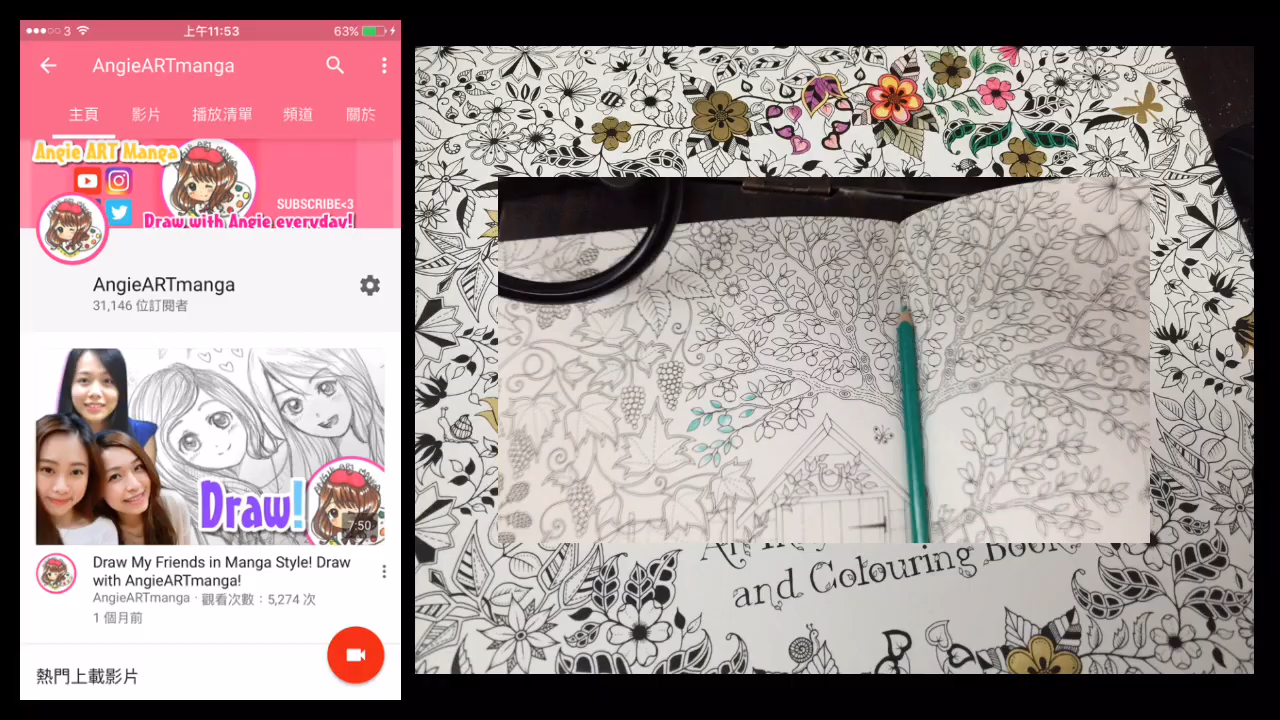 3 上午11:53 63%
AngieARTmanga
主頁 影片 播放清單 頻道 關於
Angie ART Manga
SUBSCRIBE<3
Draw with Angie everyday!
AngieARTmanga
31,146 位訂閱者
Draw!
7:50
Draw My Friends in Manga Style! Draw
with AngieARTmanga!
AngieARTmanga · 觀看次數：5,274 次
1 個月前
熱門上載影片
and Colouring Book